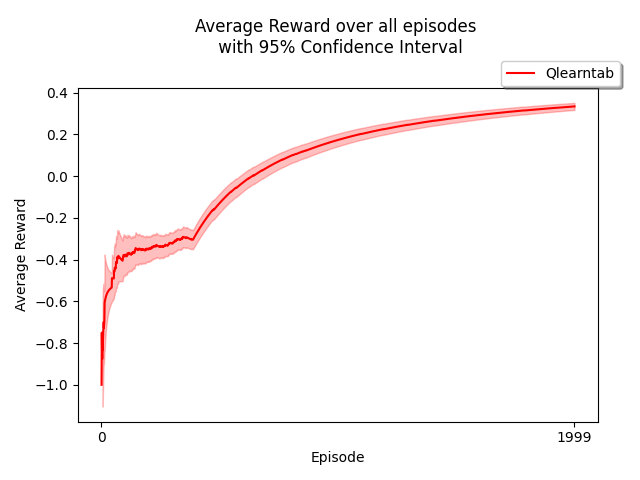 Average Reward over all episodes
with 95% Confidence Interval
Qlearntab
0.4
0.2
0.0
−0.2
−0.4
−0.6
−0.8
−1.0
Average Reward
0
1999
Episode